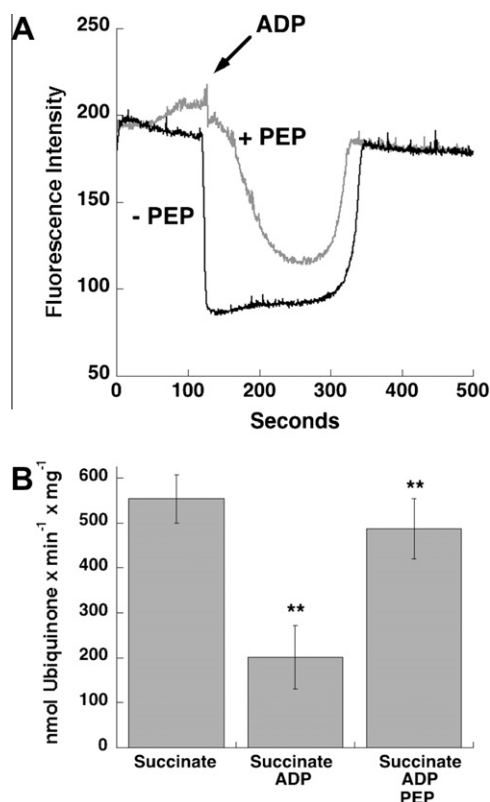 A
250
200
150
100
50
Fluorescence Intensity
ADP
+ PEP
- PEP
0
100
200
300
400
500
Seconds
B
600
500
400
300
200
100
0
nmol Ubiquinone x min⁻¹ x mg⁻¹
**
**
Succinate
Succinate
ADP
Succinate
ADP
PEP